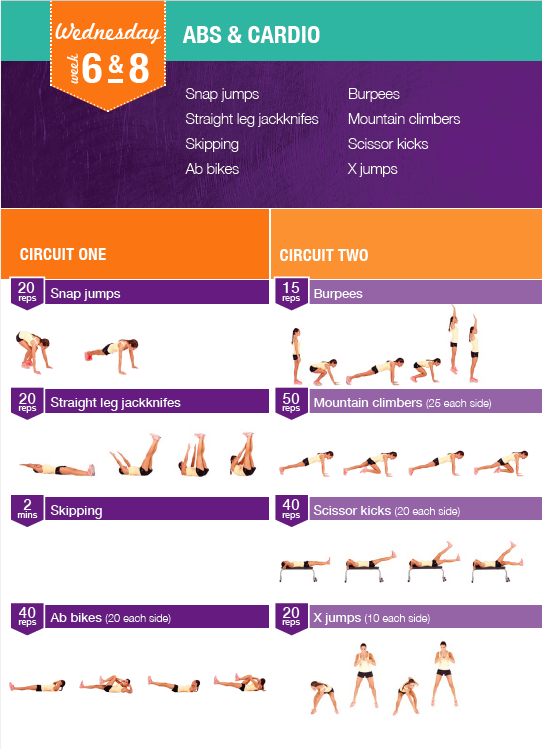 Wednesday
week
6 & 8
ABS & CARDIO
Snap jumps
Straight leg jackknifes
Skipping
Ab bikes
Burpees
Mountain climbers
Scissor kicks
X jumps
CIRCUIT ONE
20
reps
Snap jumps
20
reps
Straight leg jackknifes
2
mins
Skipping
40
reps
Ab bikes (20 each side)
CIRCUIT TWO
15
reps
Burpees
50
reps
Mountain climbers (25 each side)
40
reps
Scissor kicks (20 each side)
20
reps
X jumps (10 each side)